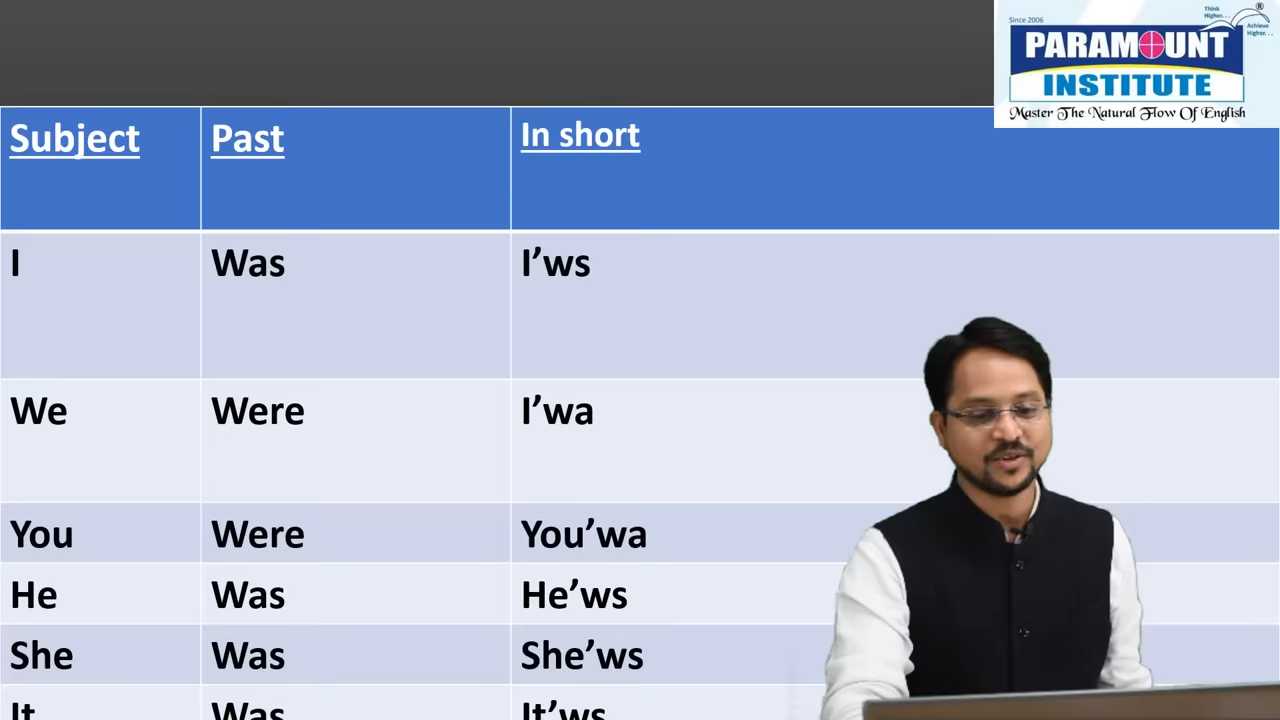 Since 2006
Think
Higher. . .
®
Achieve
Higher. . .
PARAMOUNT
INSTITUTE
Master The Natural Flow Of English
Subject Past In short
I Was I’ws
We Were I’wa
You Were You’wa
He Was He’ws
She Was She’ws
It Was It’ws